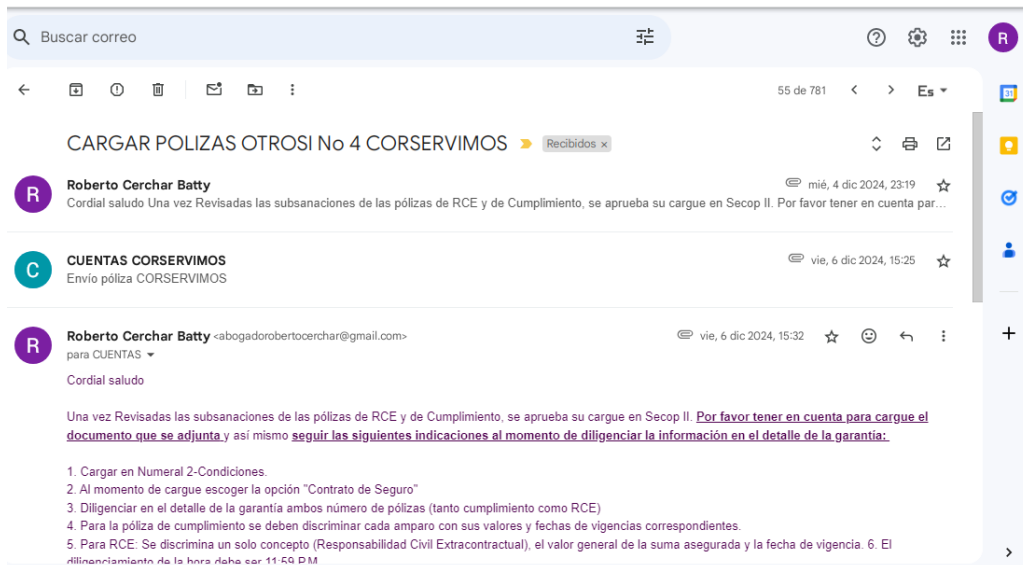 Buscar correo
R
55 de 781
Es
31
CARGAR POLIZAS OTROSI No 4 CORSERVIMOS
Recibidos ×
R
Roberto Cerchar Batty
mié, 4 dic 2024, 23:19
Cordial saludo Una vez Revisadas las subsanaciones de las pólizas de RCE y de Cumplimiento, se aprueba su cargue en Secop II. Por favor tener en cuenta par...
C
CUENTAS CORSERVIMOS
vie, 6 dic 2024, 15:25
Envío póliza CORSERVIMOS
R
Roberto Cerchar Batty <abogadorobertocerchar@gmail.com>
vie, 6 dic 2024, 15:32
para CUENTAS
Cordial saludo
Una vez Revisadas las subsanaciones de las pólizas de RCE y de Cumplimiento, se aprueba su cargue en Secop II. Por favor tener en cuenta para cargue el
documento que se adjunta y así mismo seguir las siguientes indicaciones al momento de diligenciar la información en el detalle de la garantía:
1. Cargar en Numeral 2-Condiciones.
2. Al momento de cargue escoger la opción "Contrato de Seguro"
3. Diligenciar en el detalle de la garantía ambos número de pólizas (tanto cumplimiento como RCE)
4. Para la póliza de cumplimiento se deben discriminar cada amparo con sus valores y fechas de vigencias correspondientes.
5. Para RCE: Se discrimina un solo concepto (Responsabilidad Civil Extracontractual), el valor general de la suma asegurada y la fecha de vigencia. 6. El
diligenciamiento de la hora debe ser 11:59 P.M